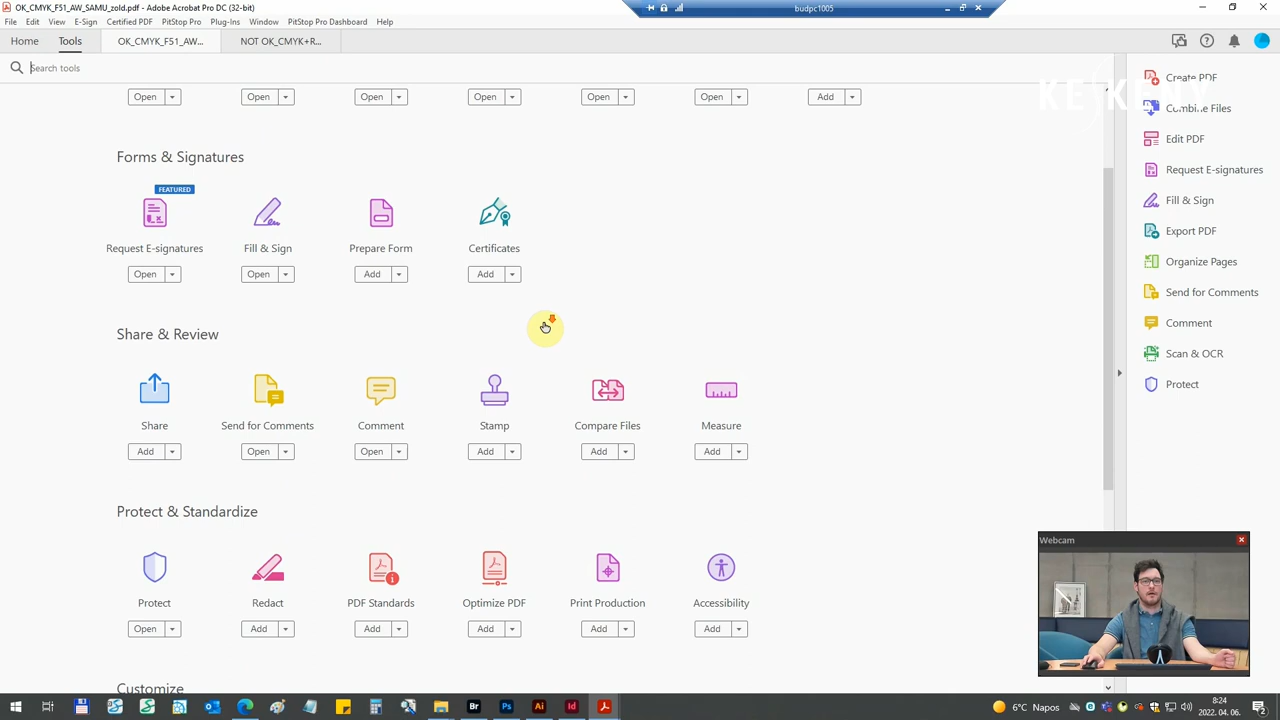 OK_CMYK_F51_AW_SAMU_zold.pdf - Adobe Acrobat Pro DC (32-bit)
budpc1005
File Edit View E-Sign Certified PDF PitStop Pro Plug-Ins Window PitStop Pro Dashboard Help
Home Tools OK_CMYK_F51_AW... NOT OK_CMYK+R...
Search tools
Open Open Open Open Open Open Add
Forms & Signatures
FEATURED
Request E-signatures Fill & Sign Prepare Form Certificates
Open Open Add Add
Share & Review
Share Send for Comments Comment Stamp Compare Files Measure
Add Open Open Add Add Add
Protect & Standardize
Protect Redact PDF Standards Optimize PDF Print Production Accessibility
Open Add Add Add Add Add
Customize
Create PDF
Combine Files
Edit PDF
Request E-signatures
Fill & Sign
Export PDF
Organize Pages
Send for Comments
Comment
Scan & OCR
Protect
Webcam
Br Ps Ai Id
6°C Napos
8:24
2022. 04. 06.